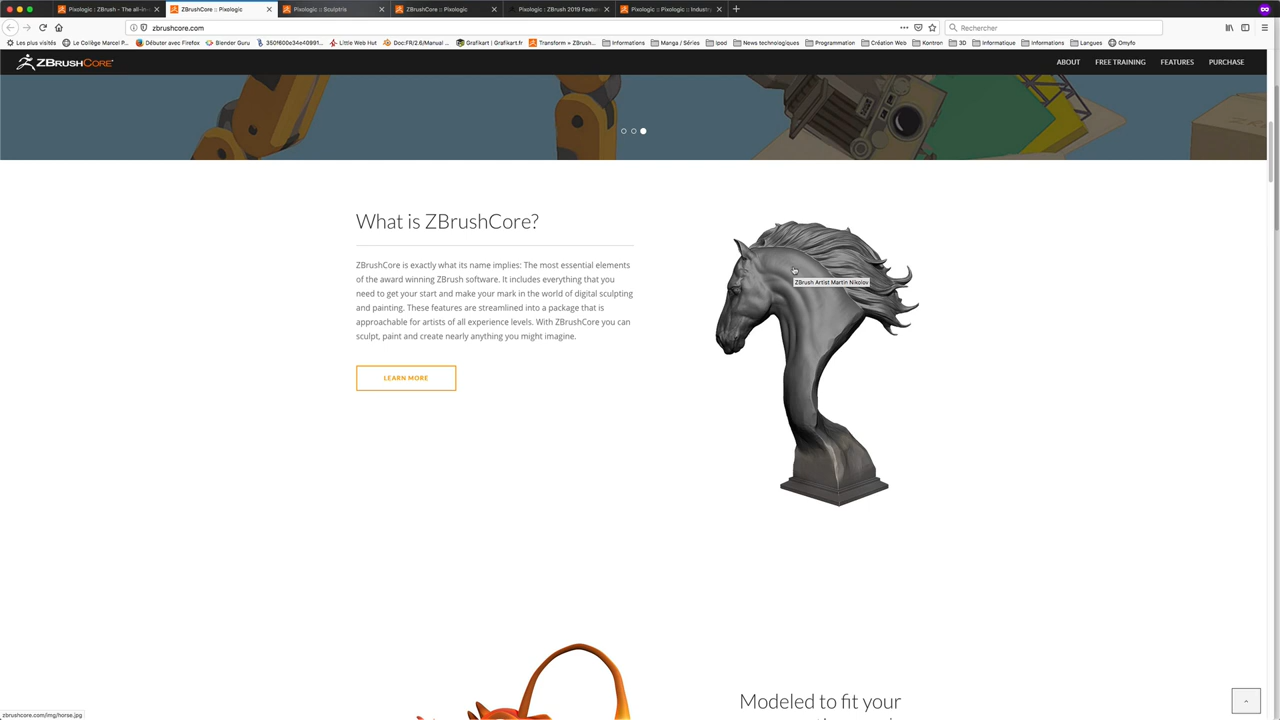 Pixologic : ZBrush - The all-in-
ZBrushCore :: Pixologic
Pixologic :: Sculptris
ZBrushCore :: Pixologic
Pixologic : ZBrush 2019 Featur
Pixologic :: Pixologic :: Industry
zbrushcore.com
Rechercher
Les plus visités
Le Collège Marcel P...
Débuter avec Firefox
Blender Guru
350f600e34e40991...
Little Web Hut
Doc:FR/2.6/Manual ...
Grafikart | Grafikart.fr
Transform » ZBrush...
Informations
Manga / Séries
Ipod
News technologiques
Programmation
Création Web
Kontron
3D
Informatique
Informations
Langues
Omyfo
ZBRUSHCORE
ABOUT
FREE TRAINING
FEATURES
PURCHASE
What is ZBrushCore?
ZBrushCore is exactly what its name implies: The most essential elements
of the award winning ZBrush software. It includes everything that you
need to get your start and make your mark in the world of digital sculpting
and painting. These features are streamlined into a package that is
approachable for artists of all experience levels. With ZBrushCore you can
sculpt, paint and create nearly anything you might imagine.
ZBrush Artist Martin Nikolov
LEARN MORE
Modeled to fit your
zbrushcore.com/img/horse.jpg